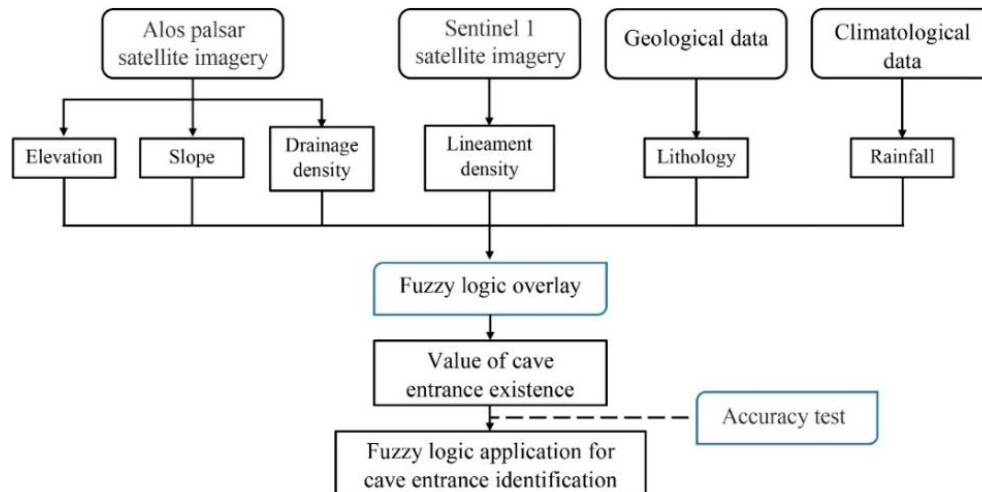 Alos palsar
satellite imagery
Sentinel 1
satellite imagery
Geological data
Climatological
data
Elevation
Slope
Drainage
density
Lineament
density
Lithology
Rainfall
Fuzzy logic overlay
Value of cave
entrance existence
Accuracy test
Fuzzy logic application for
cave entrance identification